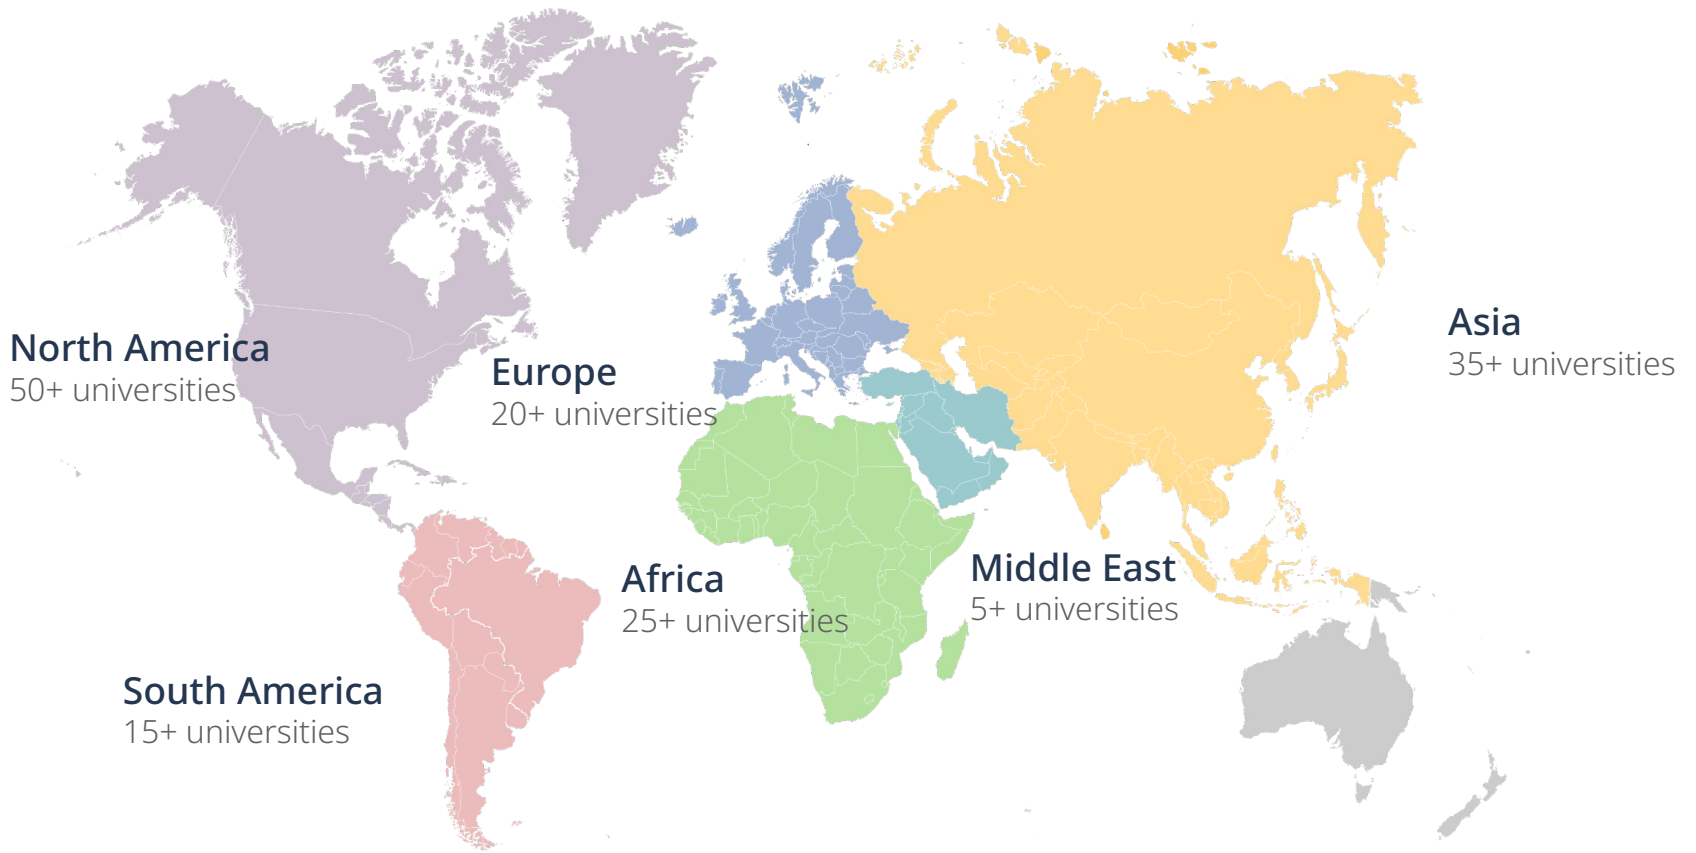 North America
50+ universities
Europe
20+ universities
Asia
35+ universities
Africa
25+ universities
Middle East
5+ universities
South America
15+ universities